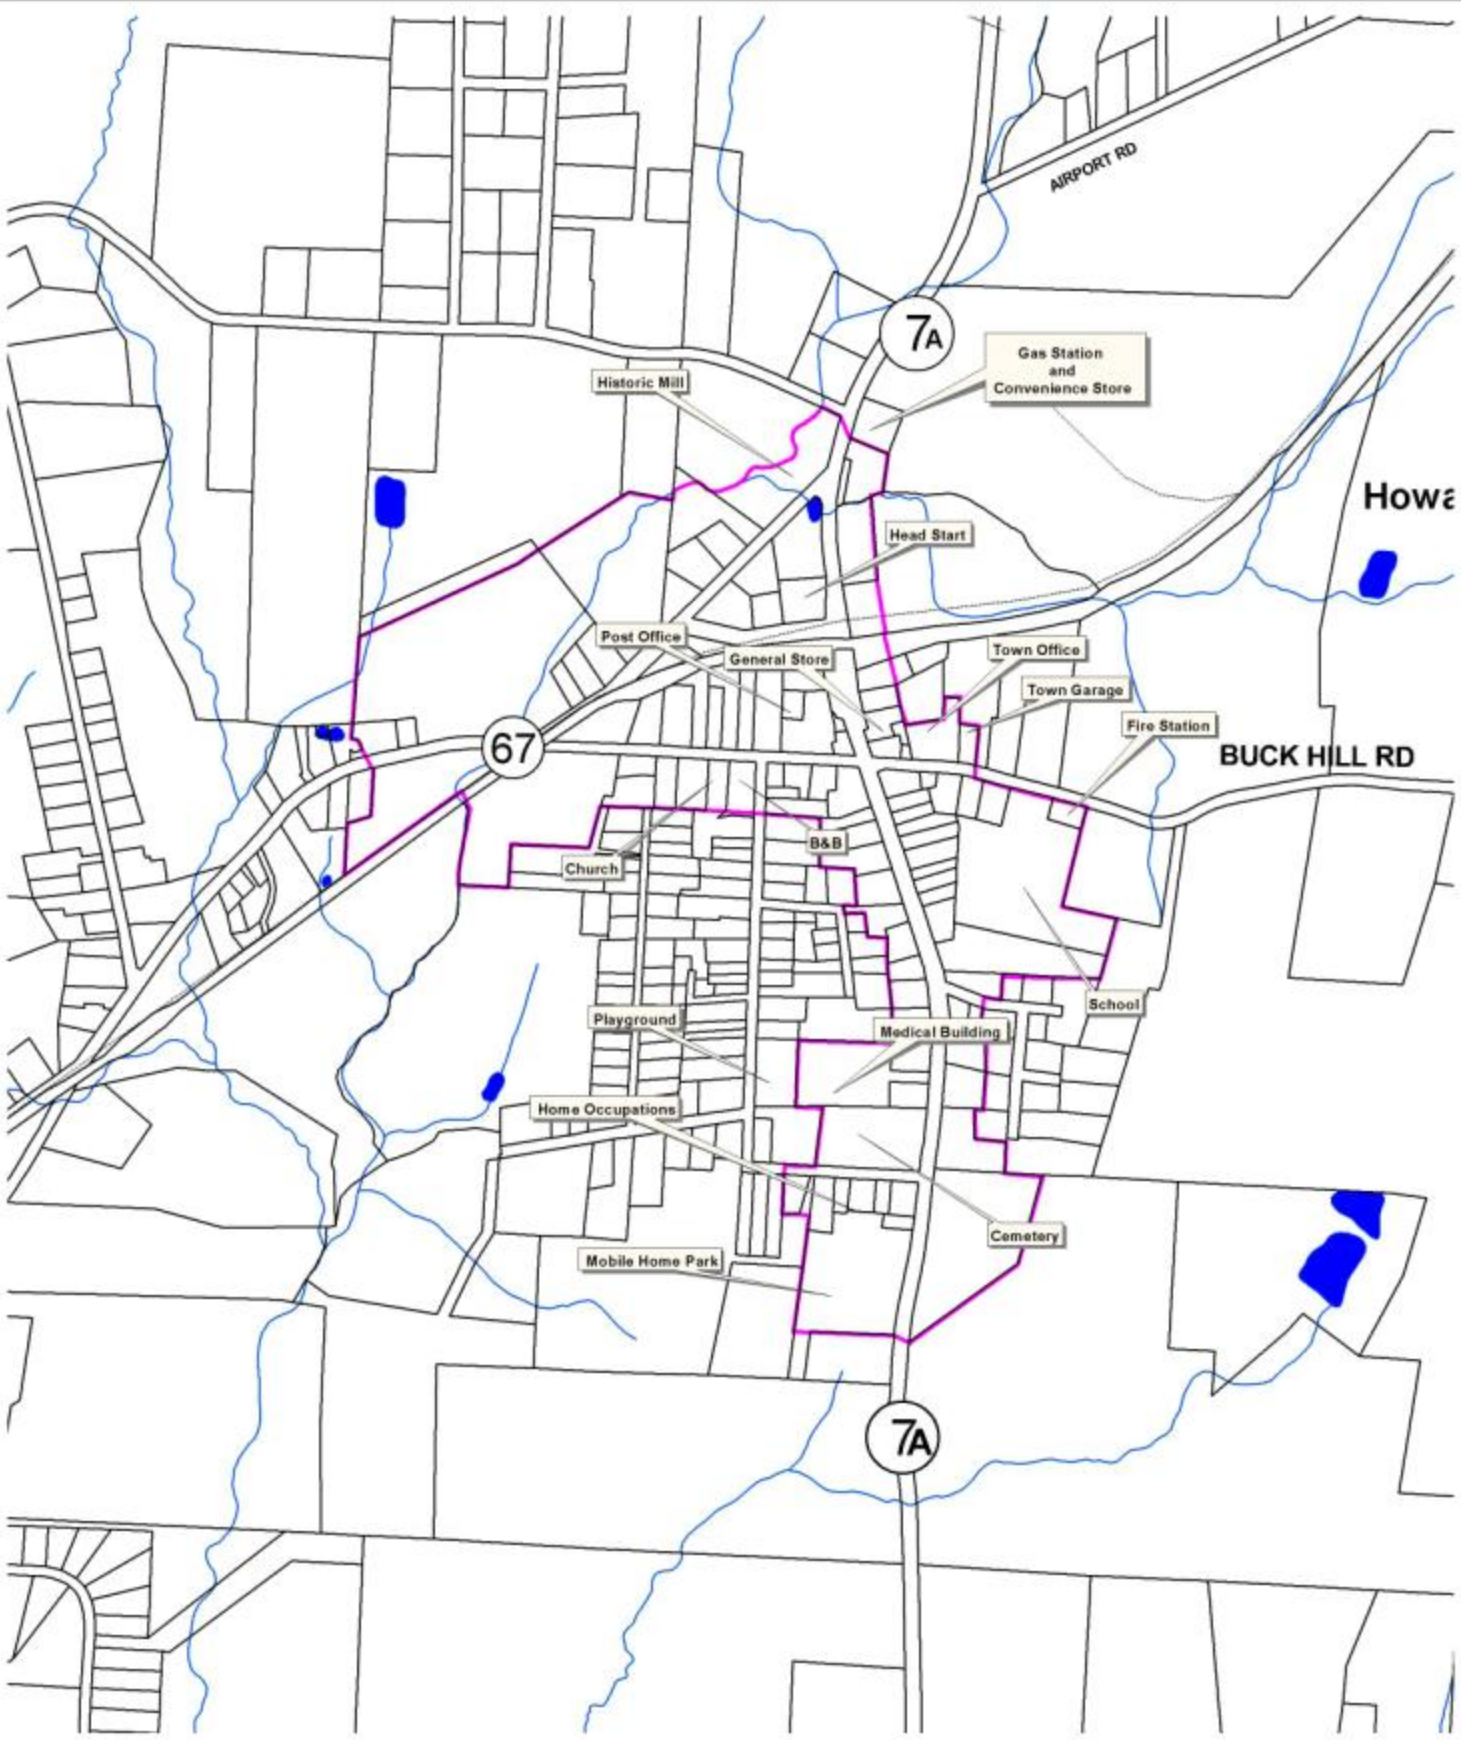 AIRPORT RD
7A
Gas Station
and
Convenience Store
Historic Mill
Howa
Head Start
Post Office
General Store
Town Office
Town Garage
Fire Station
67
BUCK HILL RD
B&B
Church
School
Playground
Medical Building
Home Occupations
Cemetery
Mobile Home Park
7A